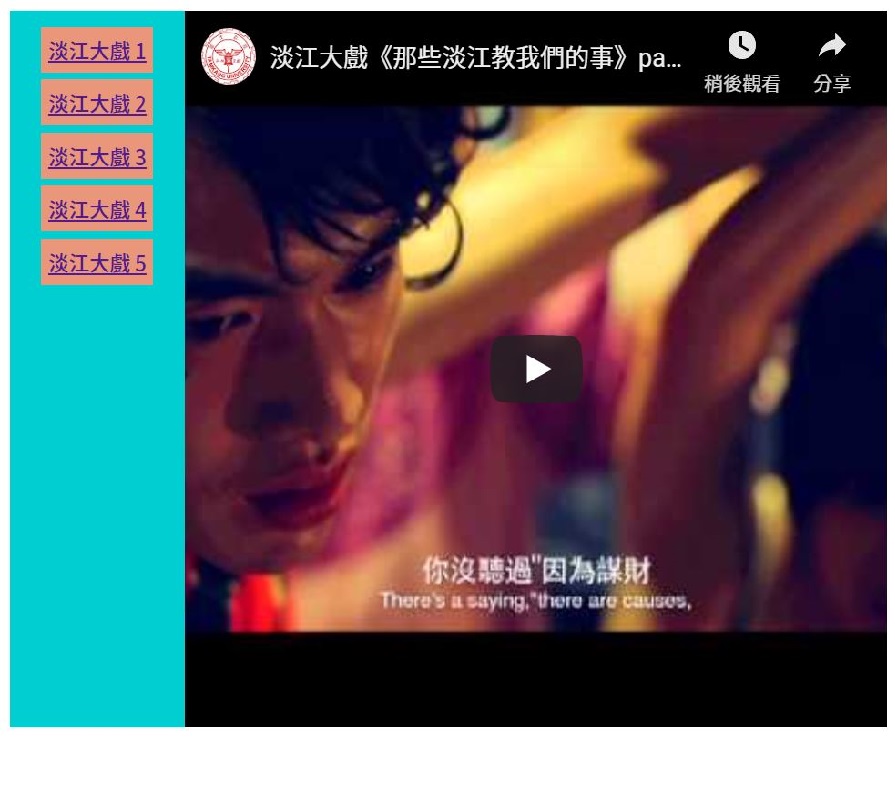 淡江大戲 1
淡江大戲 2
淡江大戲 3
淡江大戲 4
淡江大戲 5
淡江大戲《那些淡江教我們的事》pa...
稍後觀看
分享
你沒聽過"因為謀財
There's a saying,"there are causes,